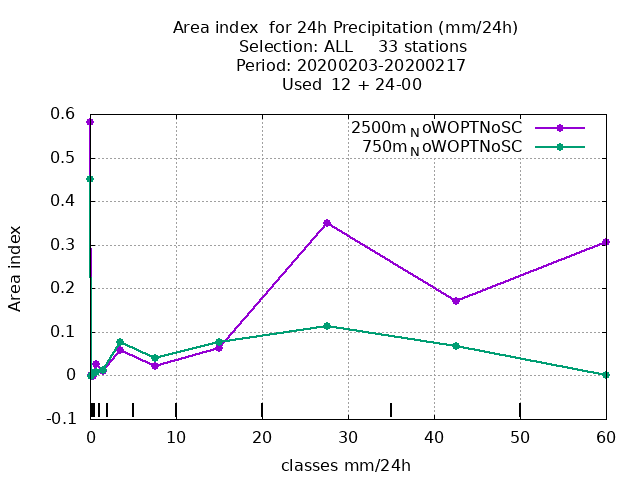 Area index  for 24h Precipitation (mm/24h)
Selection: ALL     33 stations
Period: 20200203-20200217
Used  12 + 24-00
2500m_NoWOPTNoSC
750m_NoWOPTNoSC
0.6
0.5
0.4
0.3
0.2
0.1
0
-0.1
Area index
0 10 20 30 40 50 60
classes mm/24h